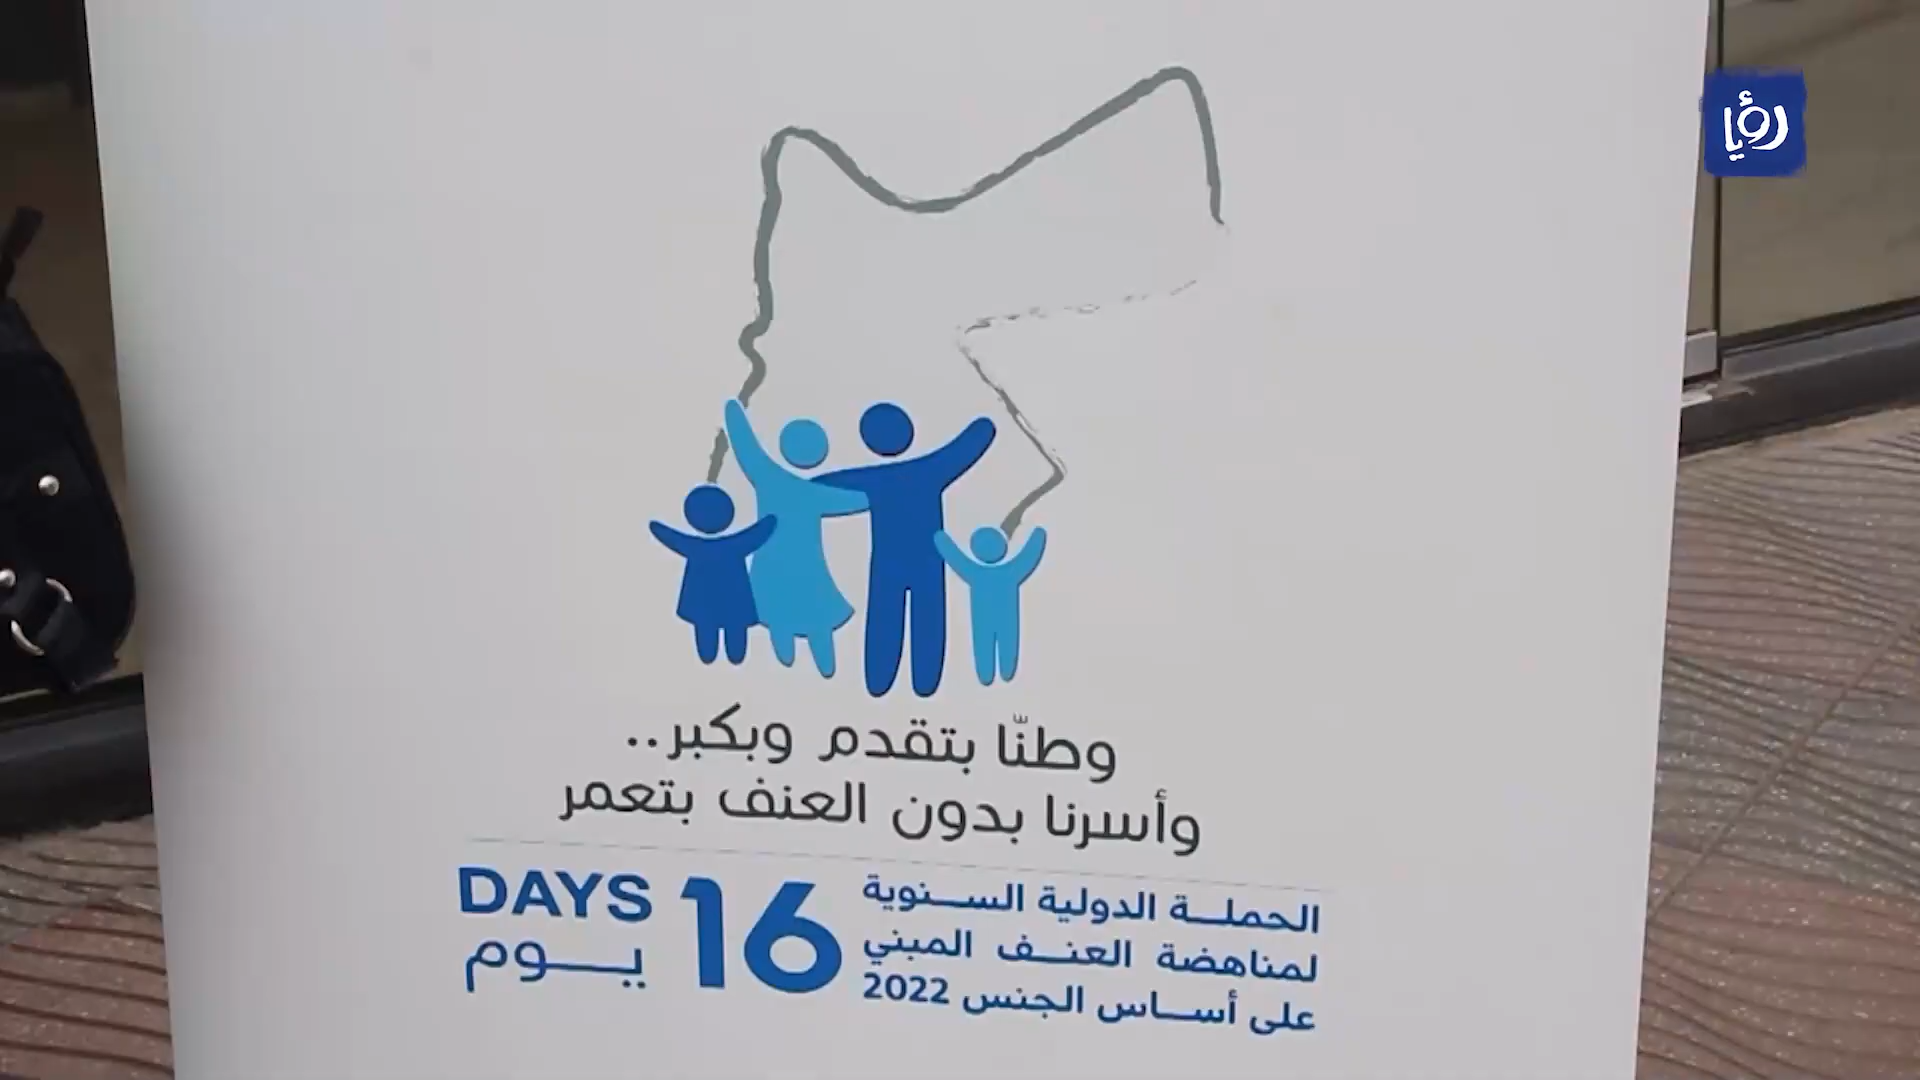 رؤيا
وطنّا بتقدم وبكبر..
وأسرنا بدون العنف بتعمر
الحملة الدولية السنوية
لمناهضة العنف المبني
على أساس الجنس 2022
16
DAYS
يوم